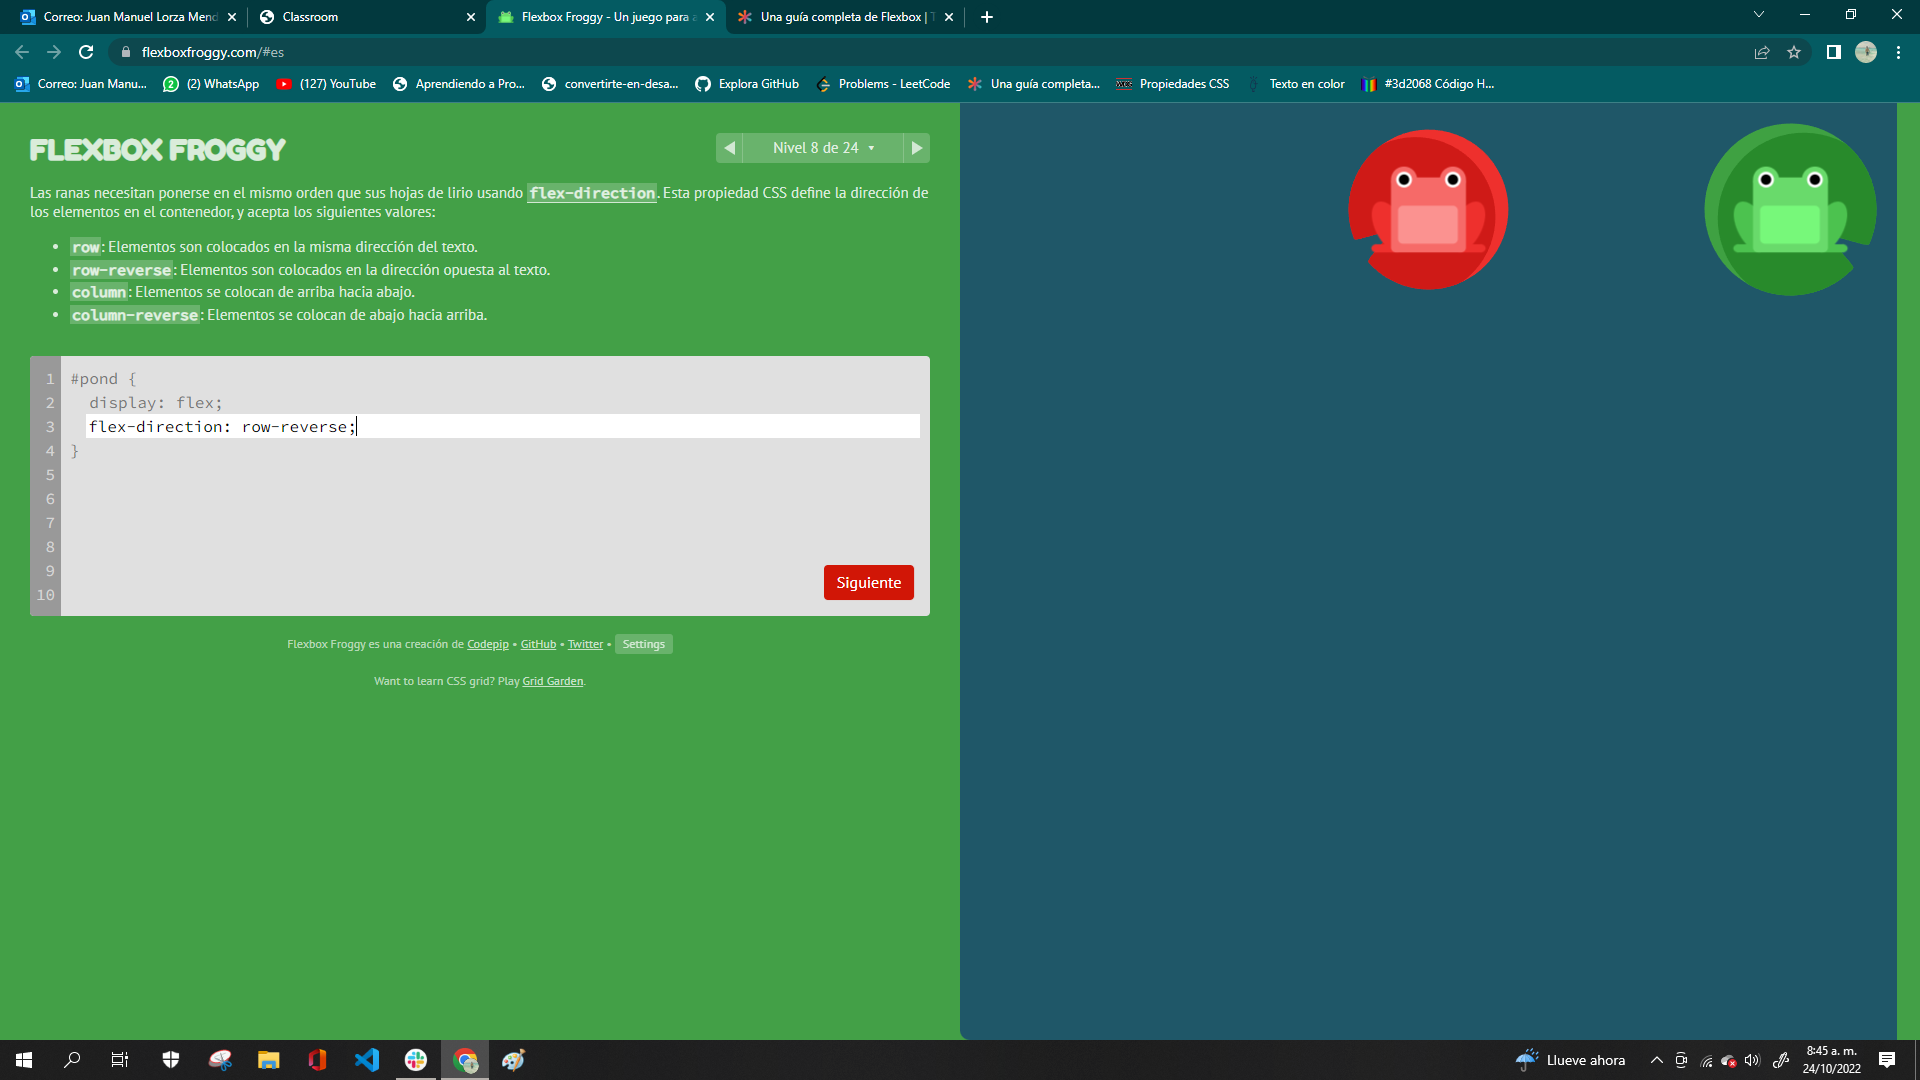 Correo: Juan Manuel Lorza Mend
Classroom
Flexbox Froggy - Un juego para a
Una guía completa de Flexbox | T
flexboxfroggy.com/#es
Correo: Juan Manu...
(2) WhatsApp
(127) YouTube
Aprendiendo a Pro...
convertirte-en-desa...
Explora GitHub
Problems - LeetCode
Una guía completa...
Propiedades CSS
Texto en color
#3d2068 Código H...
FLEXBOX FROGGY
Nivel 8 de 24
Las ranas necesitan ponerse en el mismo orden que sus hojas de lirio usando flex-direction. Esta propiedad CSS define la dirección de
los elementos en el contenedor, y acepta los siguientes valores:
• row: Elementos son colocados en la misma dirección del texto.
• row-reverse: Elementos son colocados en la dirección opuesta al texto.
• column: Elementos se colocan de arriba hacia abajo.
• column-reverse: Elementos se colocan de abajo hacia arriba.
1 #pond {
2 display: flex;
3 flex-direction: row-reverse;
4 }
5
6
7
8
9
10
Siguiente
Flexbox Froggy es una creación de Codepip • GitHub • Twitter • Settings
Want to learn CSS grid? Play Grid Garden.
Llueve ahora
8:45 a. m.
24/10/2022